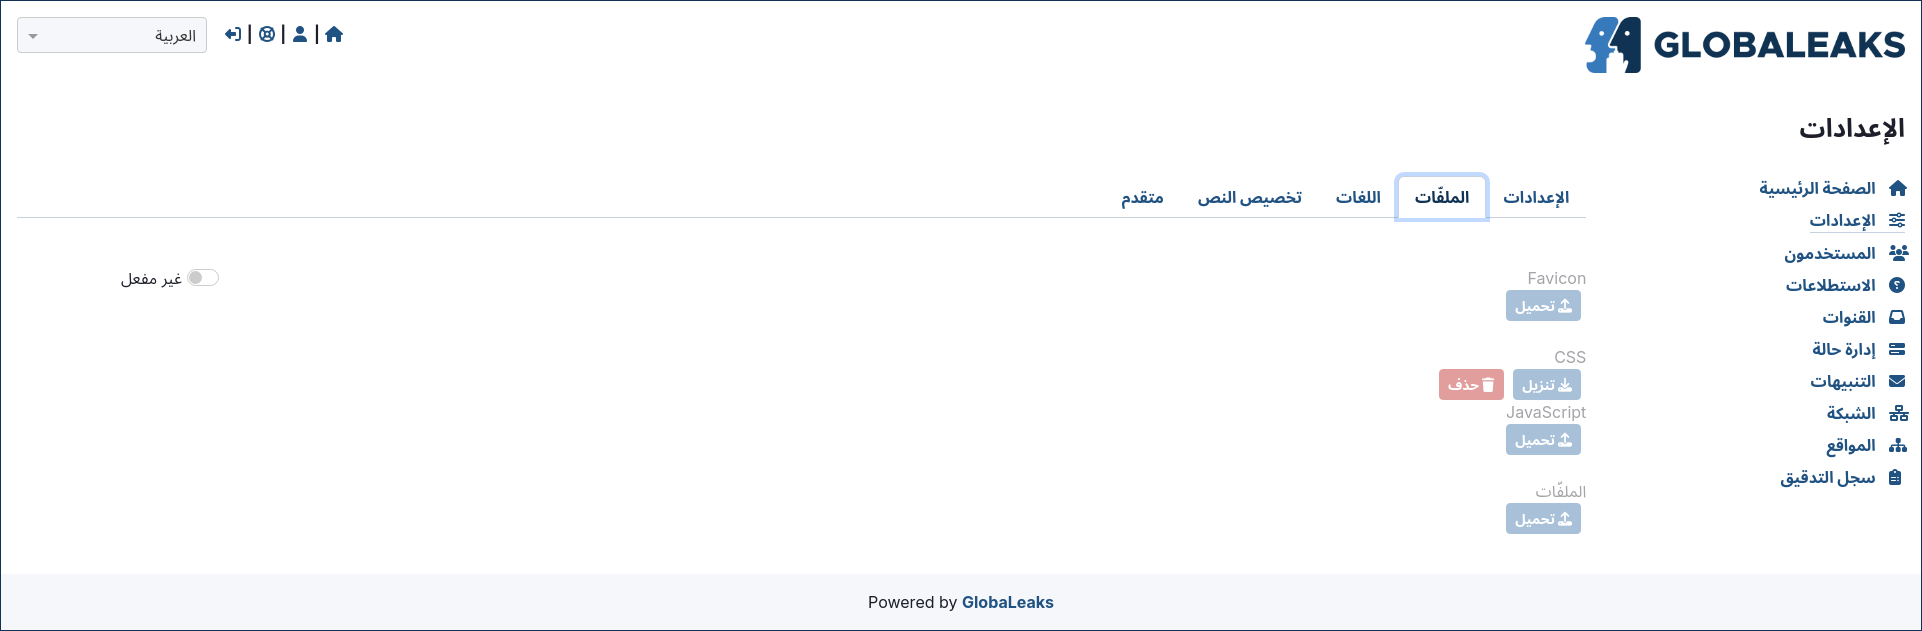 GLOBALEAKS
العربية
الإعدادات
الصفحة الرئيسية
الإعدادات
المستخدمون
الاستطلاعات
القنوات
إدارة حالة
التنبيهات
الشبكة
المواقع
سجل التدقيق
الإعدادات الملفّات اللغات تخصيص النص متقدم
غير مفعل
Favicon
تحميل
CSS
تنزيل حذف
JavaScript
تحميل
الملفّات
تحميل
Powered by GlobaLeaks